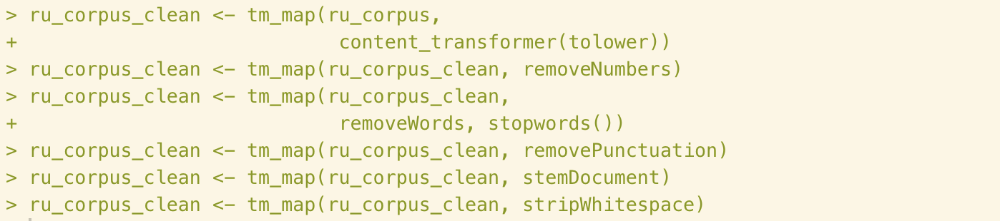 > ru_corpus_clean <- tm_map(ru_corpus,
+                            content_transformer(tolower))
> ru_corpus_clean <- tm_map(ru_corpus_clean, removeNumbers)
> ru_corpus_clean <- tm_map(ru_corpus_clean,
+                            removeWords, stopwords())
> ru_corpus_clean <- tm_map(ru_corpus_clean, removePunctuation)
> ru_corpus_clean <- tm_map(ru_corpus_clean, stemDocument)
> ru_corpus_clean <- tm_map(ru_corpus_clean, stripWhitespace)